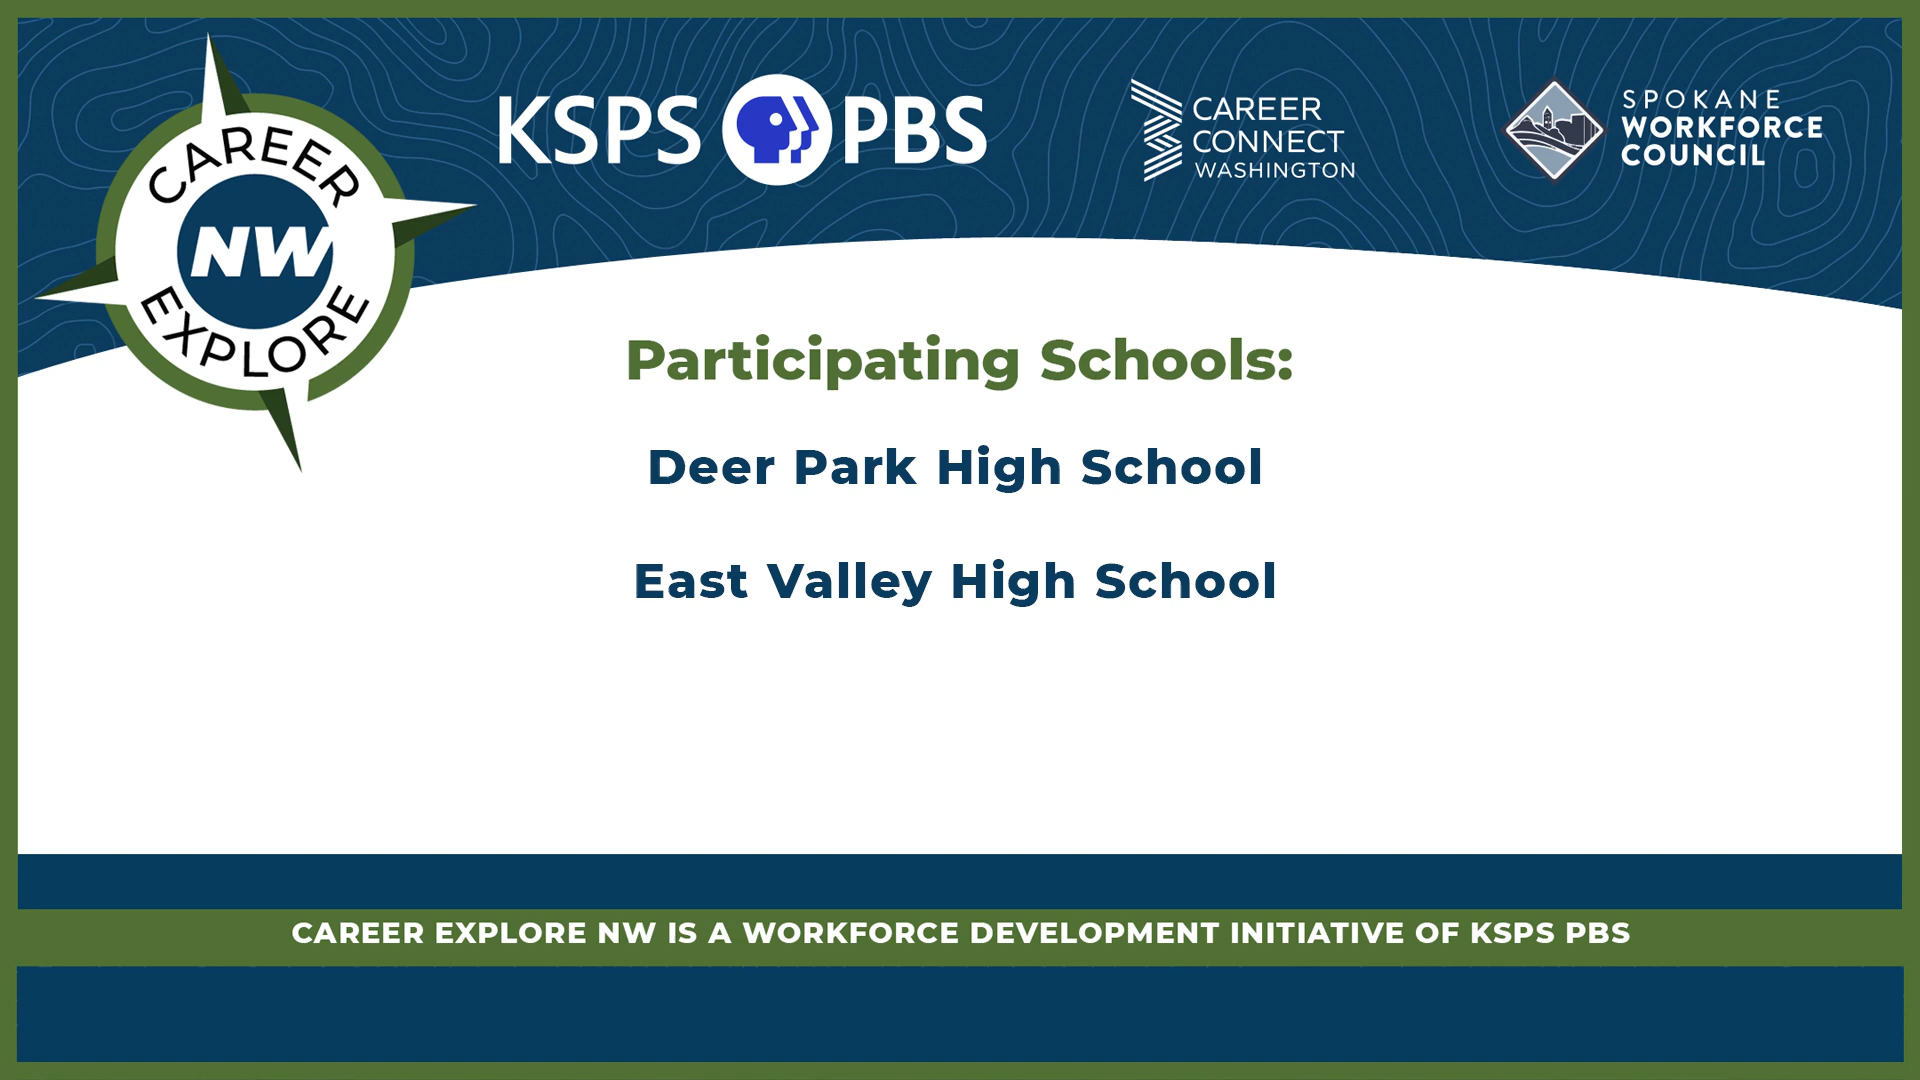 CAREER
NW
EXPLORE
KSPS PBS
CAREER
CONNECT
WASHINGTON
SPOKANE
WORKFORCE
COUNCIL
Participating Schools:
Deer Park High School
East Valley High School
CAREER EXPLORE NW IS A WORKFORCE DEVELOPMENT INITIATIVE OF KSPS PBS